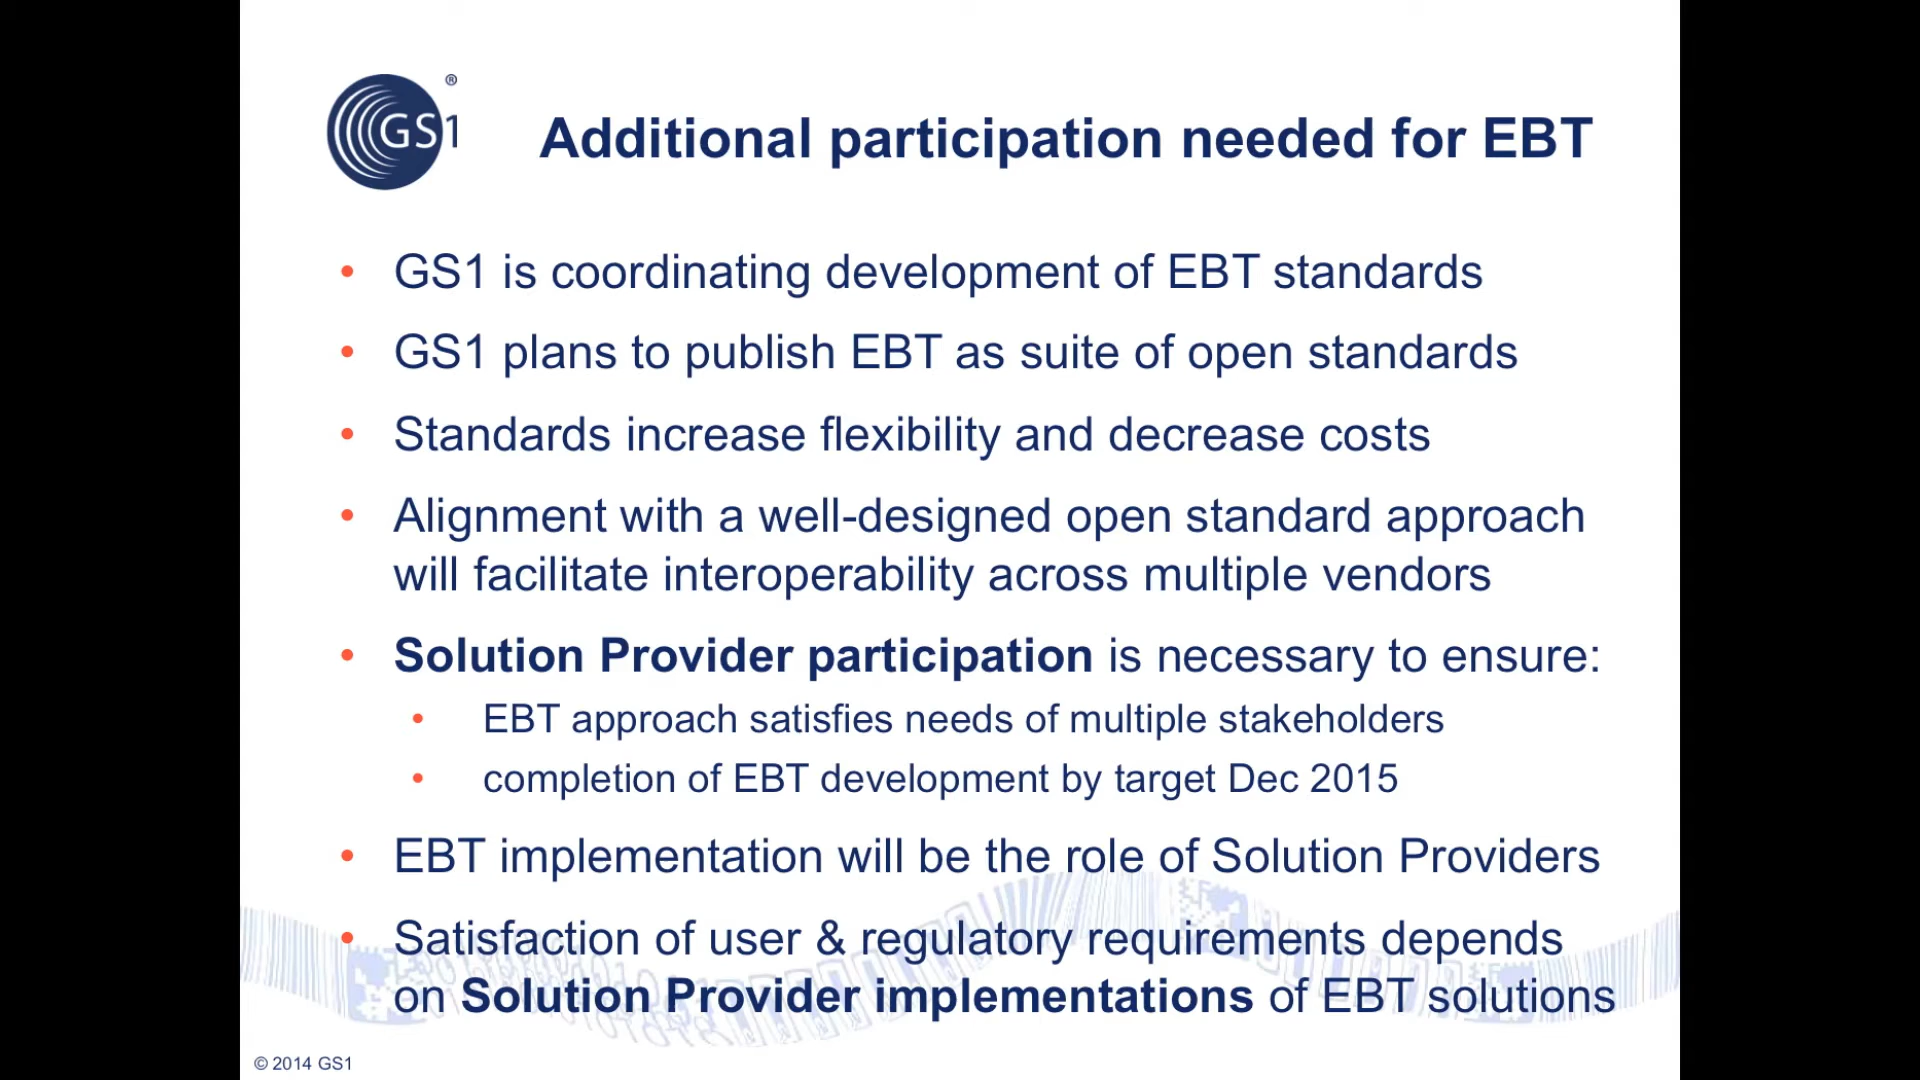 GS1 ®
Additional participation needed for EBT
• GS1 is coordinating development of EBT standards
• GS1 plans to publish EBT as suite of open standards
• Standards increase flexibility and decrease costs
• Alignment with a well-designed open standard approach
will facilitate interoperability across multiple vendors
• Solution Provider participation is necessary to ensure:
• EBT approach satisfies needs of multiple stakeholders
• completion of EBT development by target Dec 2015
• EBT implementation will be the role of Solution Providers
• Satisfaction of user & regulatory requirements depends
on Solution Provider implementations of EBT solutions
© 2014 GS1